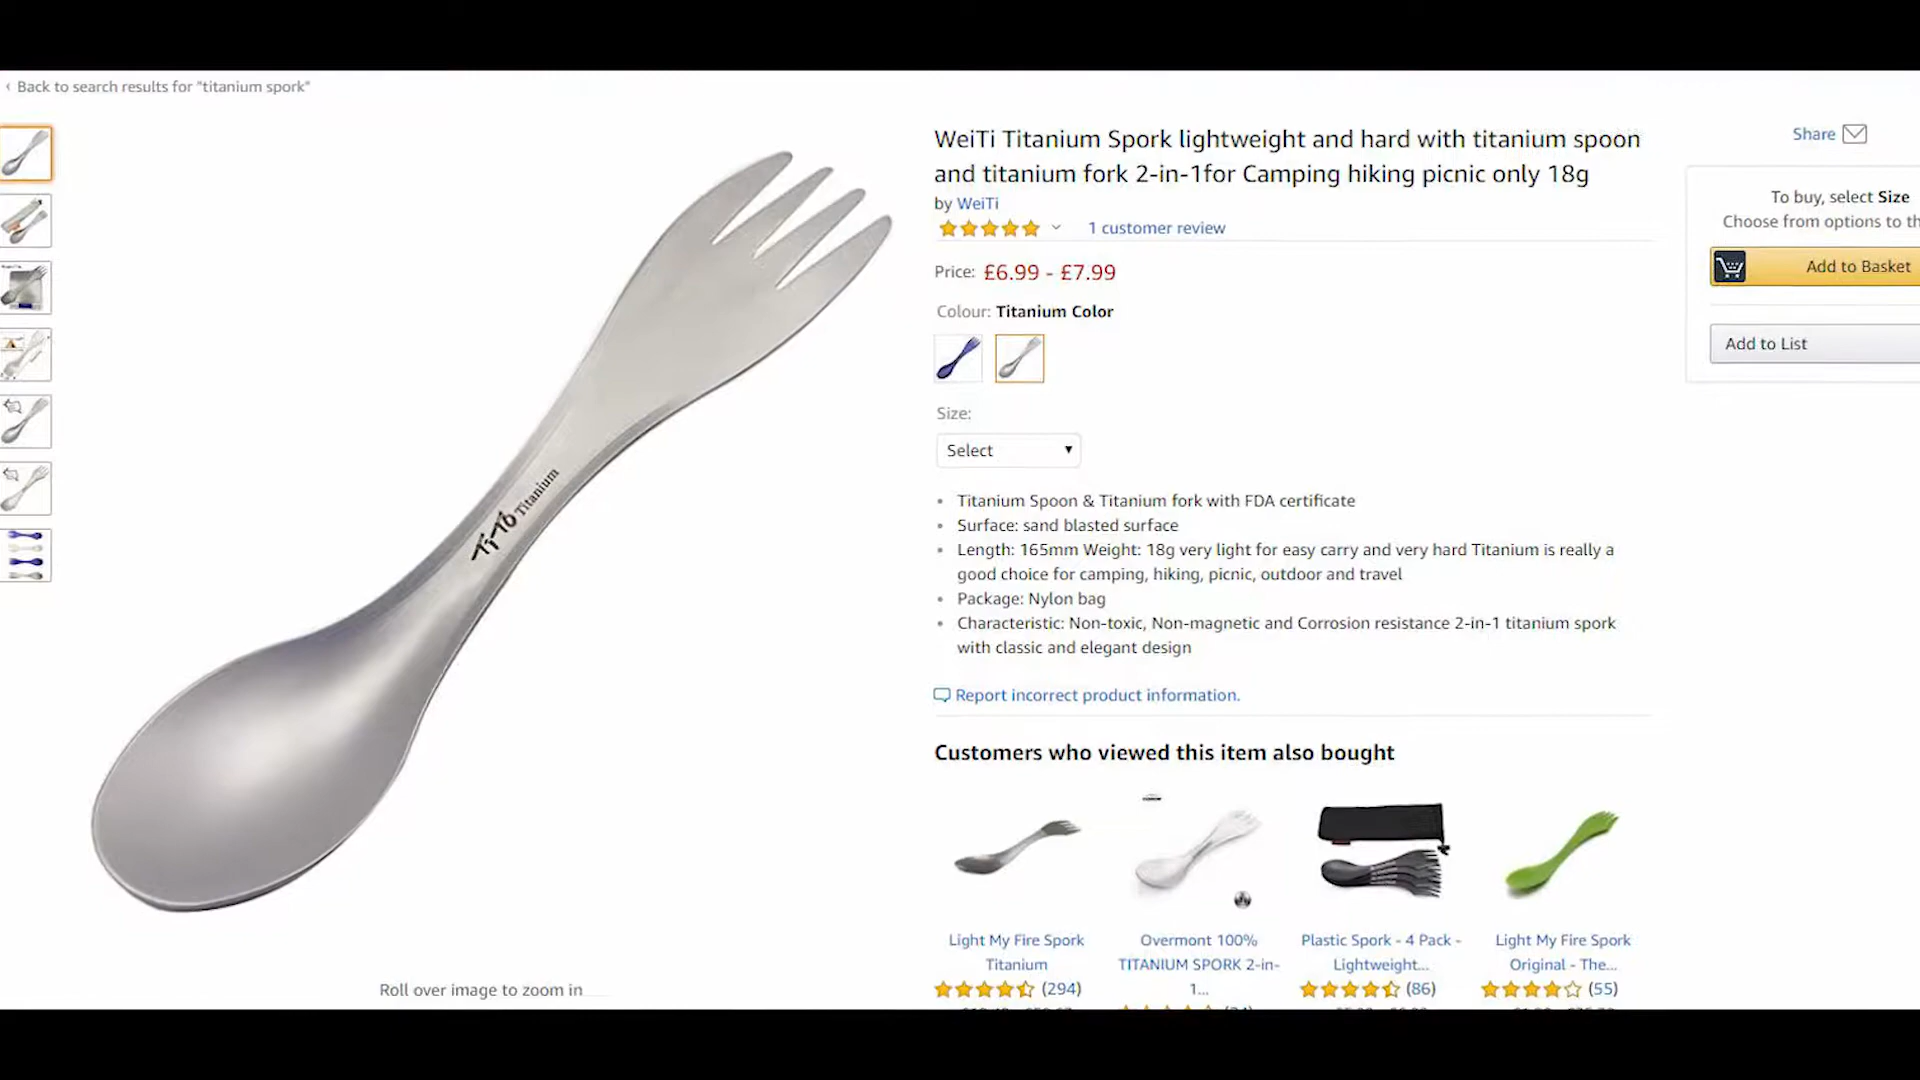 ‹ Back to search results for "titanium spork"
WeiTi Titanium Spork lightweight and hard with titanium spoon
and titanium fork 2-in-1for Camping hiking picnic only 18g
by WeiTi
1 customer review
Price: £6.99 - £7.99
Colour: Titanium Color
Size:
Select
• Titanium Spoon & Titanium fork with FDA certificate
• Surface: sand blasted surface
• Length: 165mm Weight: 18g very light for easy carry and very hard Titanium is really a
good choice for camping, hiking, picnic, outdoor and travel
• Package: Nylon bag
• Characteristic: Non-toxic, Non-magnetic and Corrosion resistance 2-in-1 titanium spork
with classic and elegant design
Report incorrect product information.
Share
To buy, select Size
Choose from options to th
Add to Basket
Add to List
Titanium
Roll over image to zoom in
Customers who viewed this item also bought
Light My Fire Spork
Titanium
(294)
Overmont 100%
TITANIUM SPORK 2-in-
1...
Plastic Spork - 4 Pack -
Lightweight...
(86)
Light My Fire Spork
Original - The...
(55)